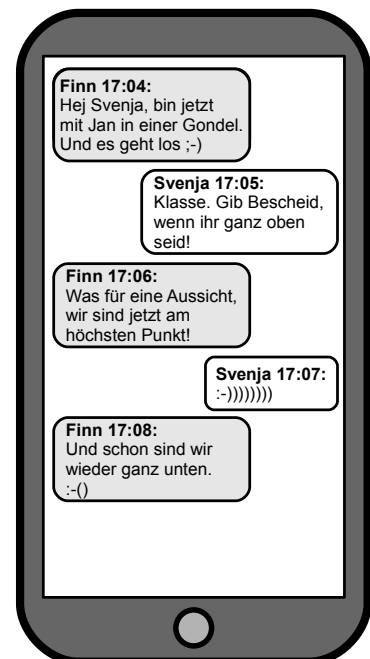 Finn 17:04:
Hej Svenja, bin jetzt
mit Jan in einer Gondel.
Und es geht los ;-)
Svenja 17:05:
Klasse. Gib Bescheid,
wenn ihr ganz oben
seid!
Finn 17:06:
Was für eine Aussicht,
wir sind jetzt am
höchsten Punkt!
Svenja 17:07:
:-))))))))
Finn 17:08:
Und schon sind wir
wieder ganz unten.
:-()